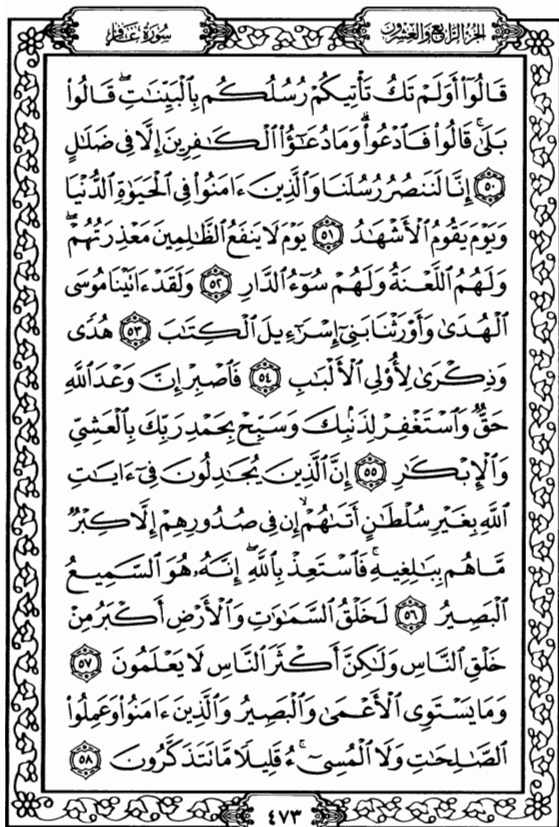 الجزء الرابع والعشرون
سورة غافر
قَالُوٓا۟ أَوَلَمْ تَكُ تَأْتِيكُمْ رُسُلُكُم بِٱلْبَيِّنَٰتِۖ قَالُوا۟
بَلَىٰۚ قَالُوا۟ فَٱدْعُوا۟ۗ وَمَا دُعَٰٓؤُا۟ ٱلْكَٰفِرِينَ إِلَّا فِى ضَلَٰلٍ
٥٠ إِنَّا لَنَنصُرُ رُسُلَنَا وَٱلَّذِينَ ءَامَنُوا۟ فِى ٱلْحَيَوٰةِ ٱلدُّنْيَا
وَيَوْمَ يَقُومُ ٱلْأَشْهَٰدُ ٥١ يَوْمَ لَا يَنفَعُ ٱلظَّٰلِمِينَ مَعْذِرَتُهُمْۖ
وَلَهُمُ ٱللَّعْنَةُ وَلَهُمْ سُوٓءُ ٱلدَّارِ ٥٢ وَلَقَدْ ءَاتَيْنَا مُوسَى
ٱلْهُدَىٰ وَأَوْرَثْنَا بَنِىٓ إِسْرَٰٓءِيلَ ٱلْكِتَٰبَ ٥٣ هُدًى
وَذِكْرَىٰ لِأُو۟لِى ٱلْأَلْبَٰبِ ٥٤ فَٱصْبِرْ إِنَّ وَعْدَ ٱللَّهِ
حَقٌّ وَٱسْتَغْفِرْ لِذَنۢبِكَ وَسَبِّحْ بِحَمْدِ رَبِّكَ بِٱلْعَشِىِّ
وَٱلْإِبْكَٰرِ ٥٥ إِنَّ ٱلَّذِينَ يُجَٰدِلُونَ فِىٓ ءَايَٰتِ
ٱللَّهِ بِغَيْرِ سُلْطَٰنٍ أَتَىٰهُمْۙ إِن فِى صُدُورِهِمْ إِلَّا كِبْرٌ
مَّا هُم بِبَٰلِغِيهِۚ فَٱسْتَعِذْ بِٱللَّهِۖ إِنَّهُۥ هُوَ ٱلسَّمِيعُ
ٱلْبَصِيرُ ٥٦ لَخَلْقُ ٱلسَّمَٰوَٰتِ وَٱلْأَرْضِ أَكْبَرُ مِنْ
خَلْقِ ٱلنَّاسِ وَلَٰكِنَّ أَكْثَرَ ٱلنَّاسِ لَا يَعْلَمُونَ ٥٧
وَمَا يَسْتَوِى ٱلْأَعْمَىٰ وَٱلْبَصِيرُ وَٱلَّذِينَ ءَامَنُوا۟ وَعَمِلُوا۟
ٱلصَّٰلِحَٰتِ وَلَا ٱلْمُسِىٓءُۚ قَلِيلًا مَّا تَتَذَكَّرُونَ ٥٨
٤٧٣